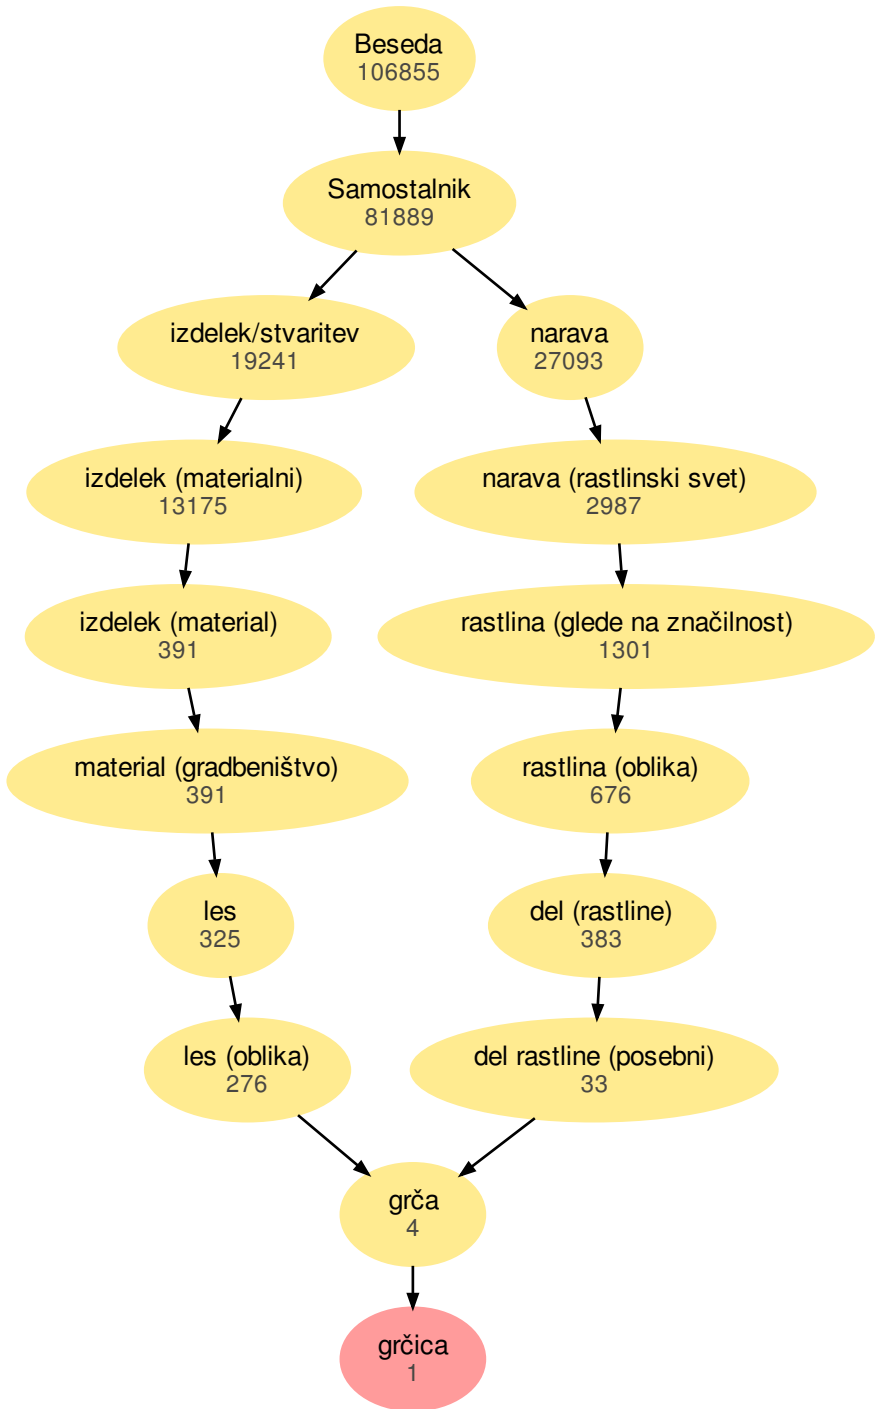 Beseda
106855
Samostalnik
81889
izdelek/stvaritev
19241
narava
27093
izdelek (materialni)
13175
narava (rastlinski svet)
2987
izdelek (material)
391
rastlina (glede na značilnost)
1301
material (gradbeništvo)
391
rastlina (oblika)
676
les
325
del (rastline)
383
les (oblika)
276
del rastline (posebni)
33
grča
4
grčica
1